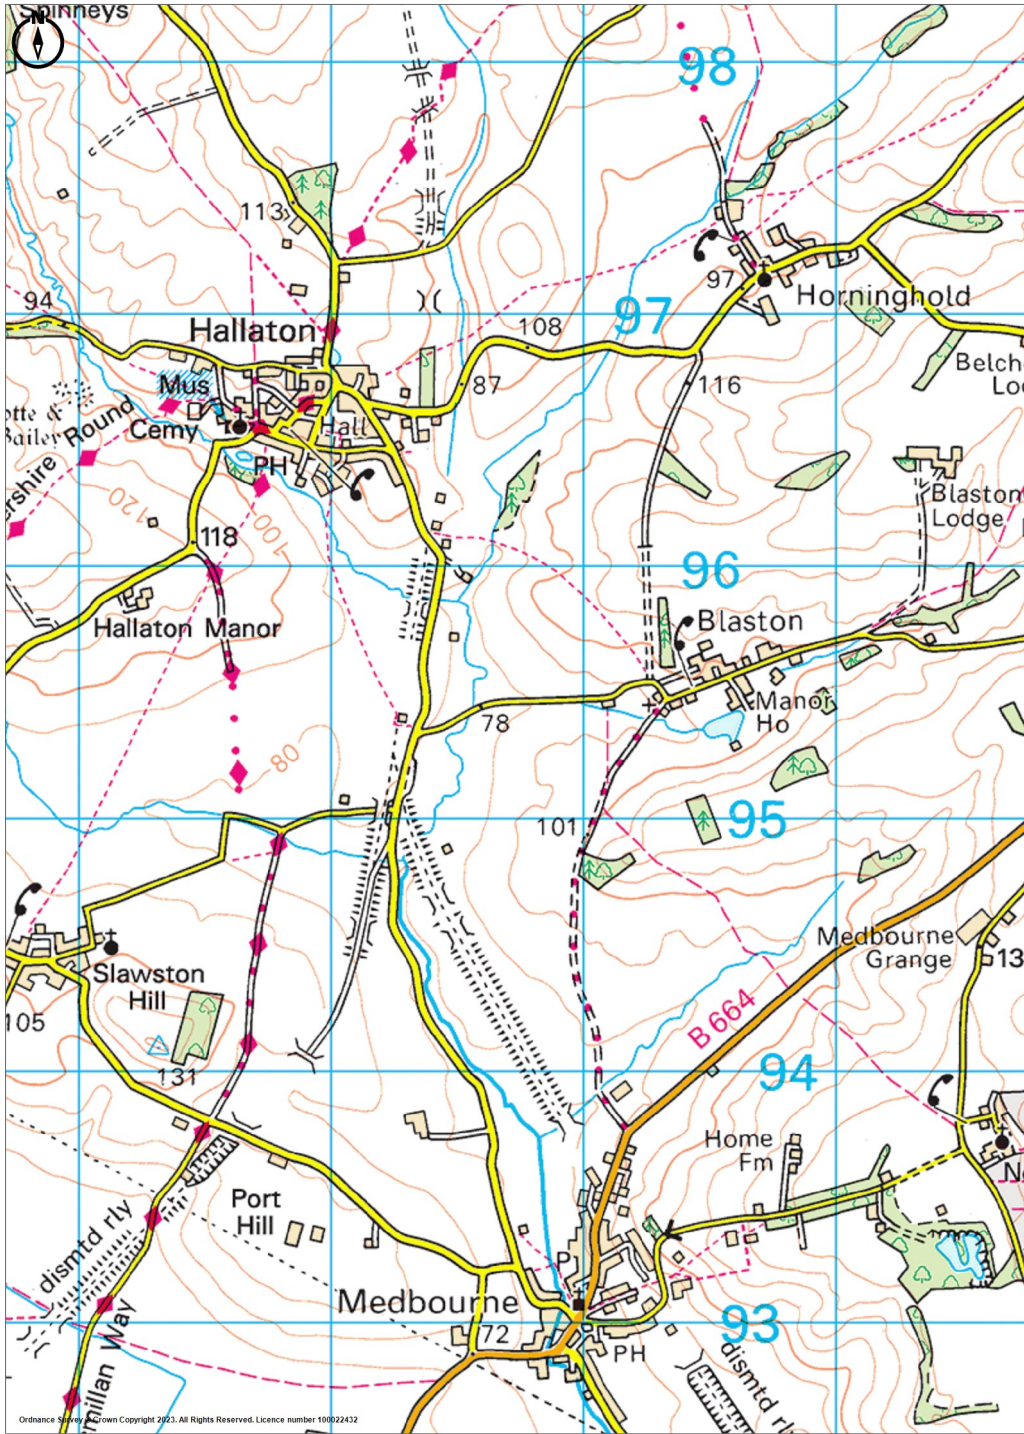 Spinneys
N
98
113
94
97
Horninghold
97
Hallaton
108
Mus
87
116
otte &
Bailey
Cemy
Hall
PH
ershire Round
120
100
118
Blaston
Lodge
96
Hallaton Manor
Blaston
Manor
Ho
78
80
95
101
Medbourne
Grange
13
Slawston
Hill
105
B 664
94
131
Home
Fm
Port
Hill
dismtd rly
P
Medbourne
93
72
PH
millan Way
dismtd rly
Ordnance Survey © Crown Copyright 2023. All Rights Reserved. Licence number 100022432